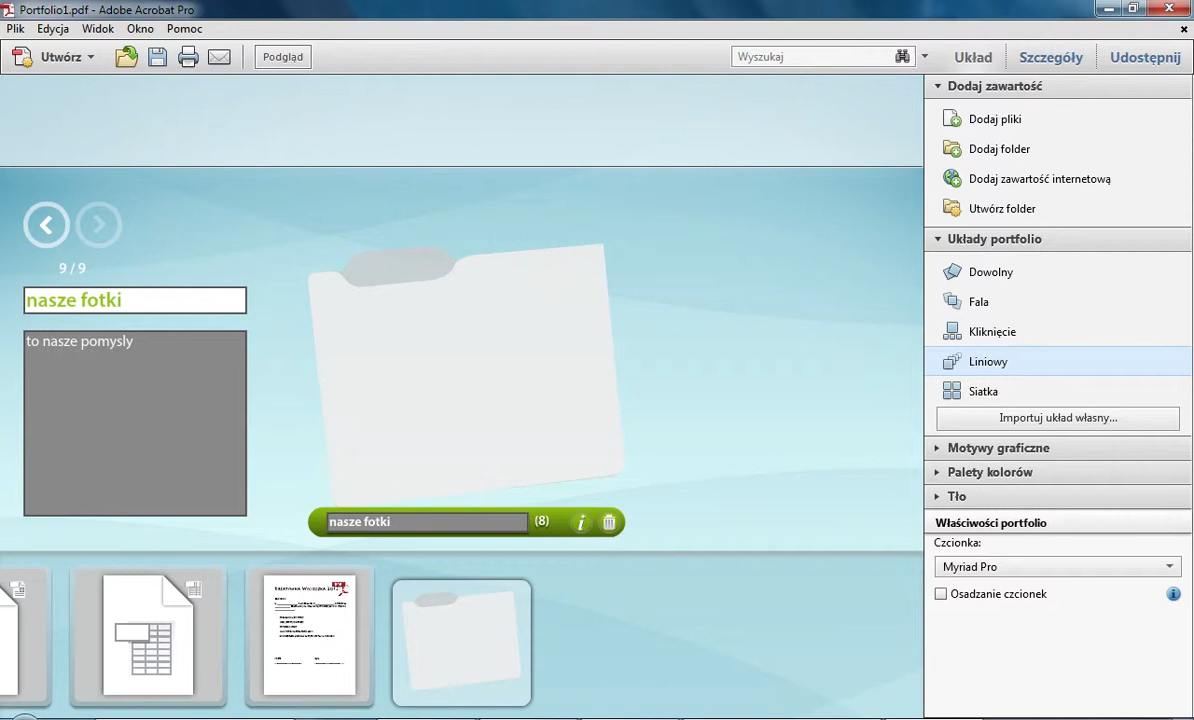 Portfolio1.pdf - Adobe Acrobat Pro
Plik Edycja Widok Okno Pomoc
Utwórz
Podgląd
Wyszukaj
Układ
Szczegóły
Udostępnij
9 / 9
nasze fotki
to nasze pomysly
nasze fotki
(8)
Dodaj zawartość
Dodaj pliki
Dodaj folder
Dodaj zawartość internetową
Utwórz folder
Układy portfolio
Dowolny
Fala
Kliknięcie
Liniowy
Siatka
Importuj układ własny...
Motywy graficzne
Palety kolorów
Tło
Właściwości portfolio
Czcionka:
Myriad Pro
Osadzanie czcionek